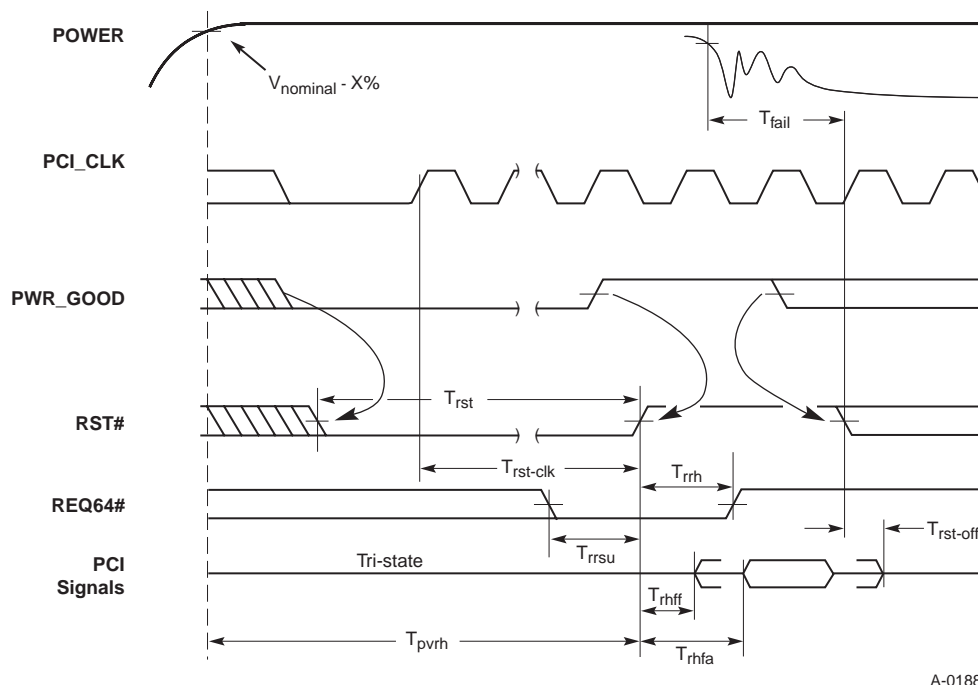 POWER
V_nominal - X%
T_fail
PCI_CLK
PWR_GOOD
T_rst
RST#
T_rst-clk
T_rrh
REQ64#
T_rrsu
T_rst-off
PCI
Signals
Tri-state
T_rhff
T_pvrh
T_rhfa
A-0188